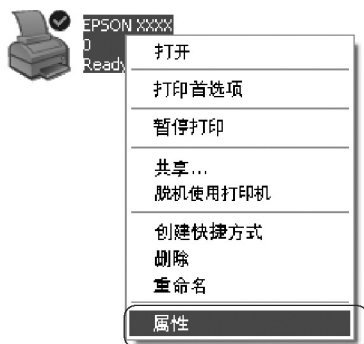 EPSON XXXX
0
Ready
打开
打印首选项
暂停打印
共享...
脱机使用打印机
创建快捷方式
删除
重命名
属性